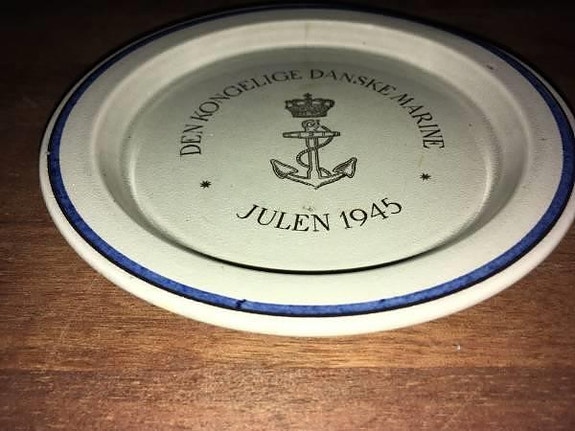 DEN KONGELIGE DANSKE MARINE
JULEN 1945